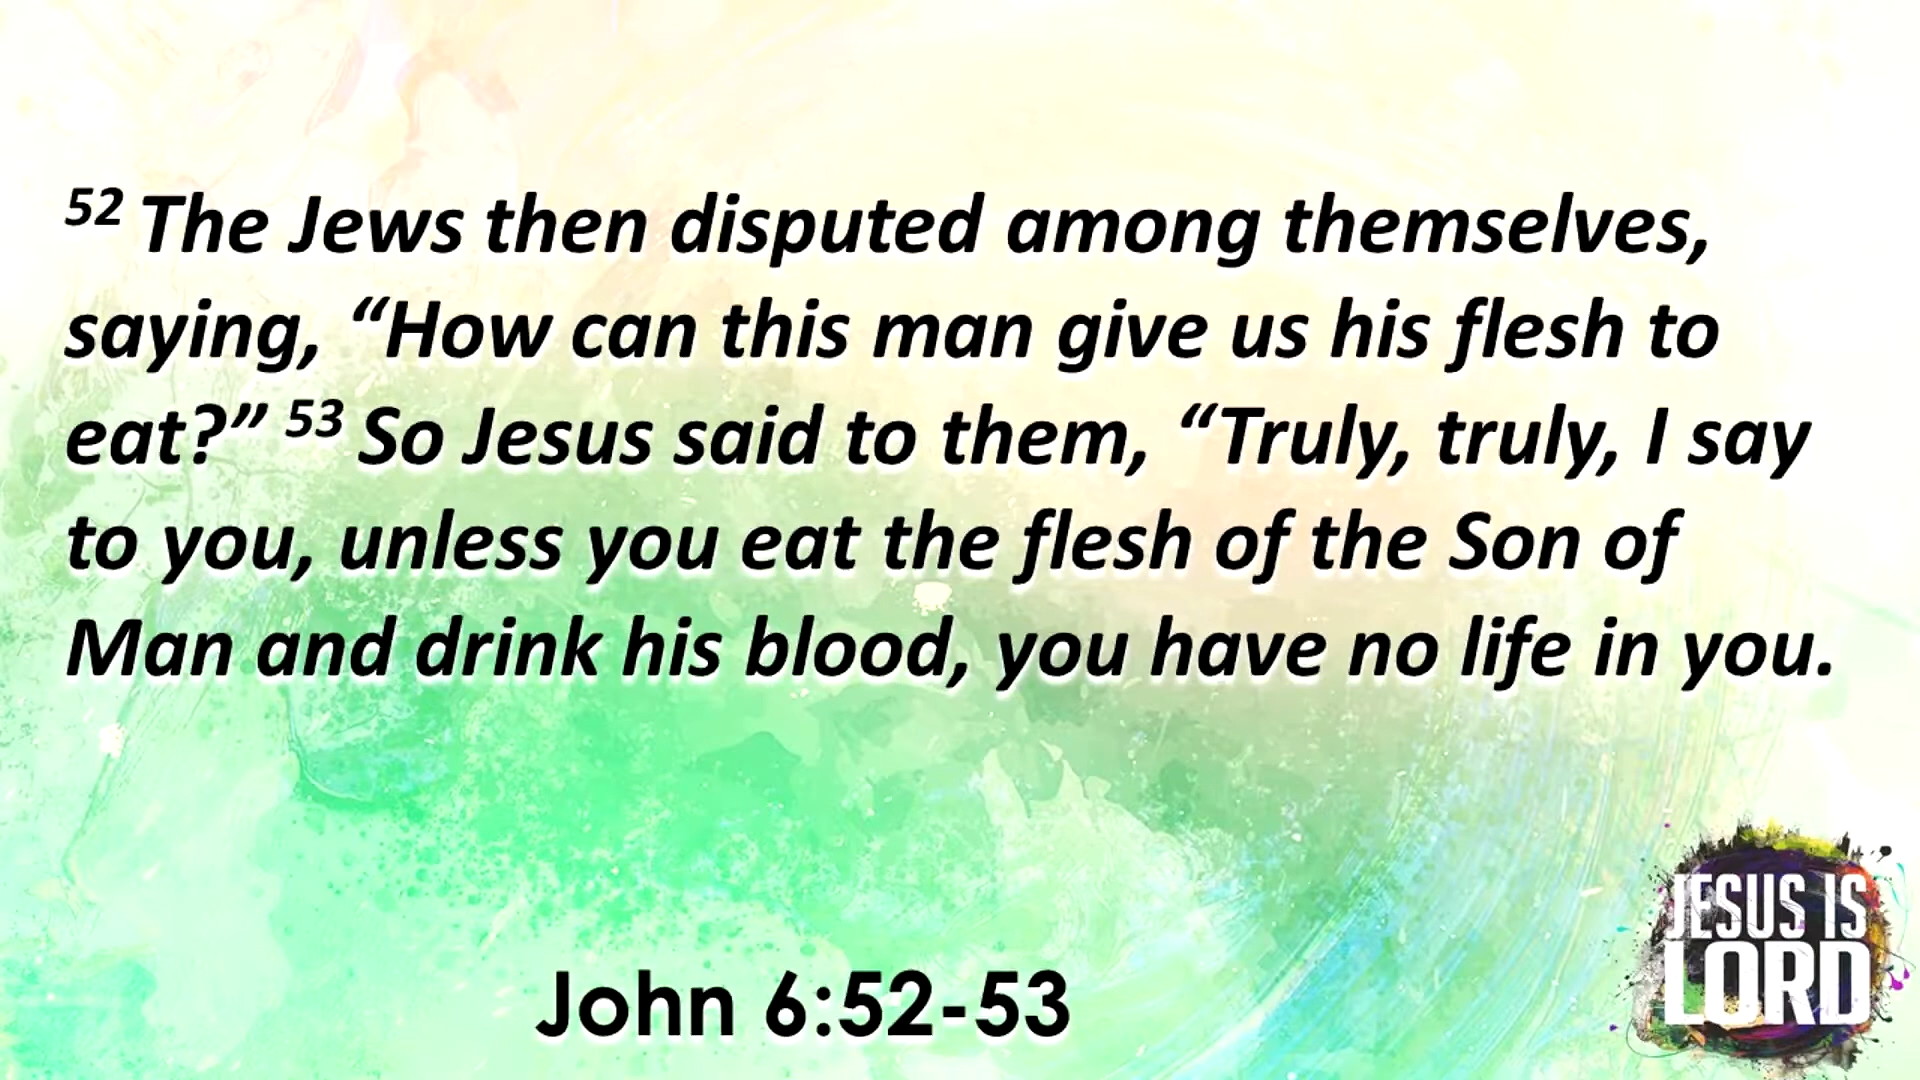 52 The Jews then disputed among themselves,
saying, “How can this man give us his flesh to
eat?” 53 So Jesus said to them, “Truly, truly, I say
to you, unless you eat the flesh of the Son of
Man and drink his blood, you have no life in you.
John 6:52-53
JESUS IS
LORD